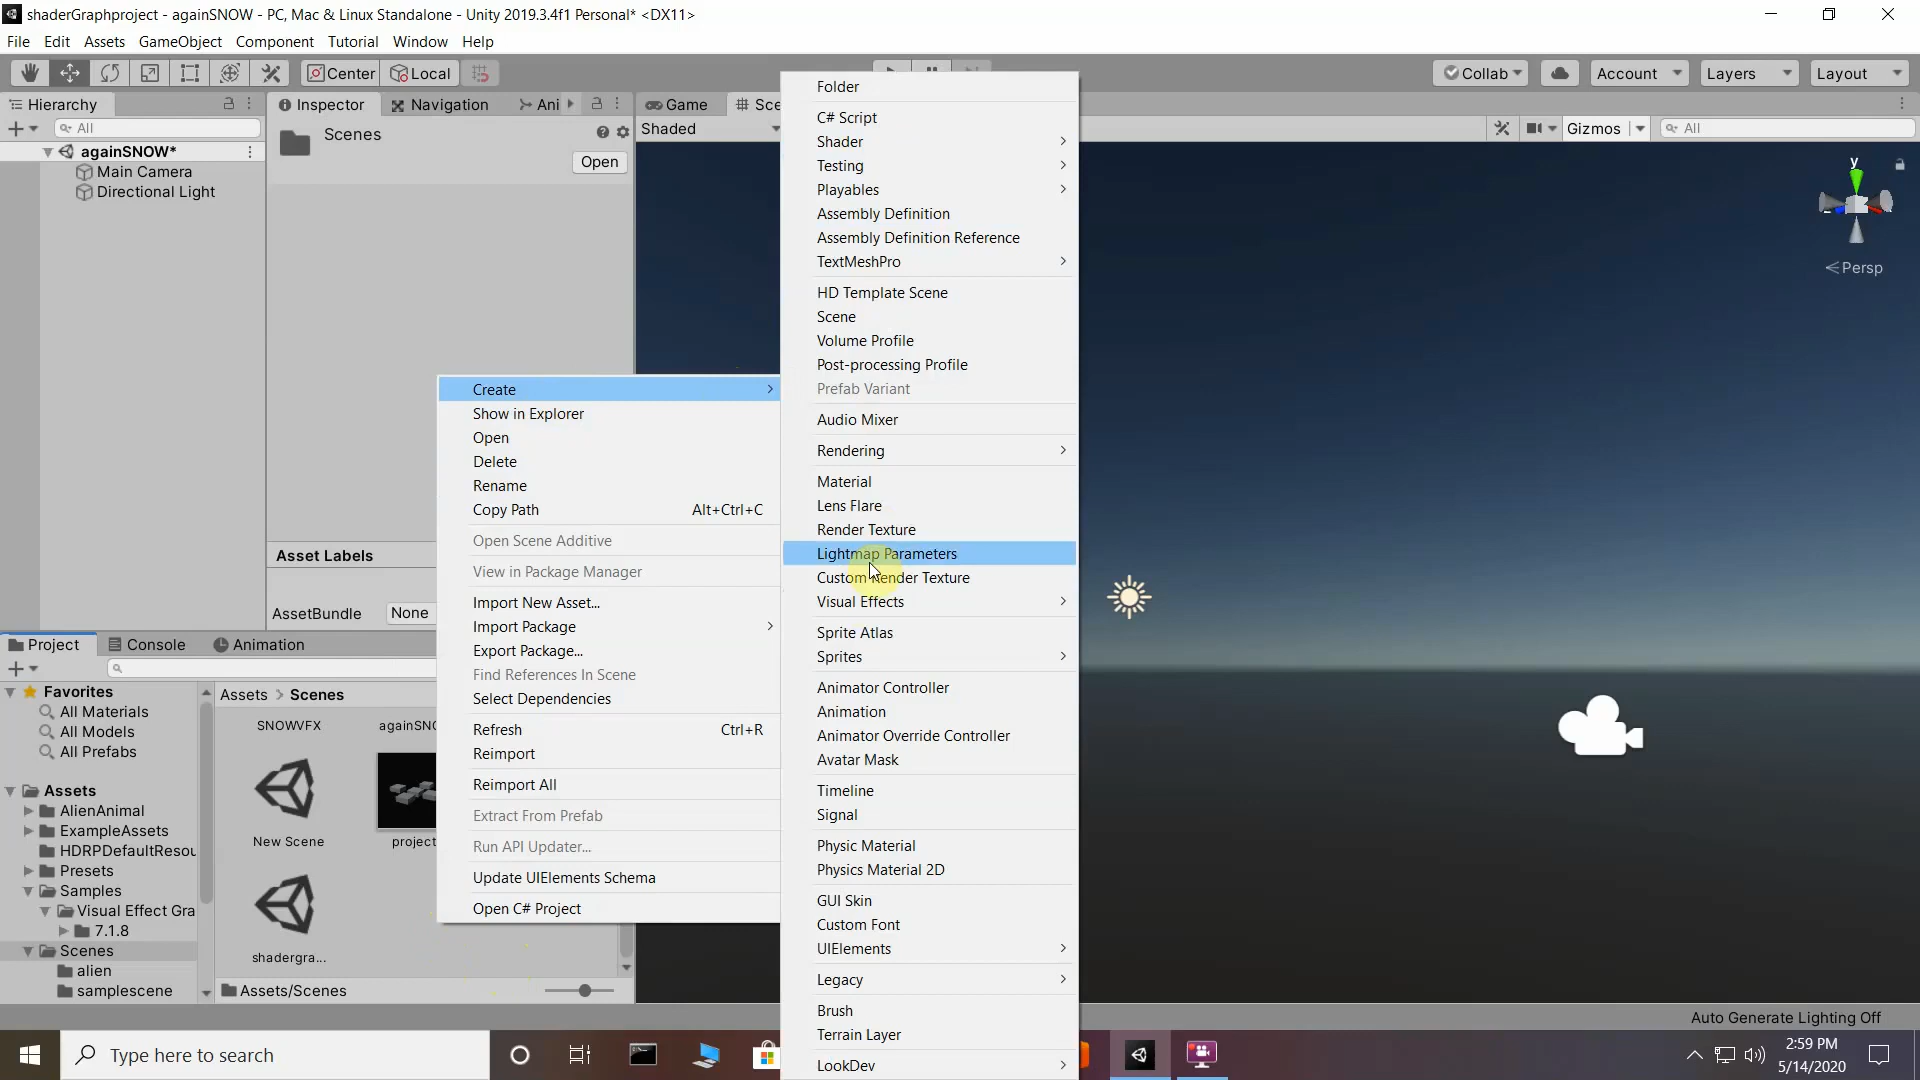 shaderGraphproject - againSNOW - PC, Mac & Linux Standalone - Unity 2019.3.4f1 Personal* <DX11>
File Edit Assets GameObject Component Tutorial Window Help
Center Local
Collab Account Layers Layout
Hierarchy
All
againSNOW*
Main Camera
Directional Light
Inspector Navigation Ani
Scenes
Open
Asset Labels
AssetBundle None
Game Sce
Shaded
Gizmos All
y
Persp
Create
Show in Explorer
Open
Delete
Rename
Copy Path Alt+Ctrl+C
Open Scene Additive
View in Package Manager
Import New Asset...
Import Package
Export Package...
Find References In Scene
Select Dependencies
Refresh Ctrl+R
Reimport
Reimport All
Extract From Prefab
Run API Updater...
Update UIElements Schema
Open C# Project
Folder
C# Script
Shader
Testing
Playables
Assembly Definition
Assembly Definition Reference
TextMeshPro
HD Template Scene
Scene
Volume Profile
Post-processing Profile
Prefab Variant
Audio Mixer
Rendering
Material
Lens Flare
Render Texture
Lightmap Parameters
Custom Render Texture
Visual Effects
Sprite Atlas
Sprites
Animator Controller
Animation
Animator Override Controller
Avatar Mask
Timeline
Signal
Physic Material
Physics Material 2D
GUI Skin
Custom Font
UIElements
Legacy
Brush
Terrain Layer
LookDev
Project Console Animation
Favorites
All Materials
All Models
All Prefabs
Assets
AlienAnimal
ExampleAssets
HDRPDefaultResou
Presets
Samples
Visual Effect Gra
7.1.8
Scenes
alien
samplescene
Assets > Scenes
SNOWVFX againSNO
New Scene project
shadergra...
Assets/Scenes
Auto Generate Lighting Off
Type here to search
2:59 PM
5/14/2020